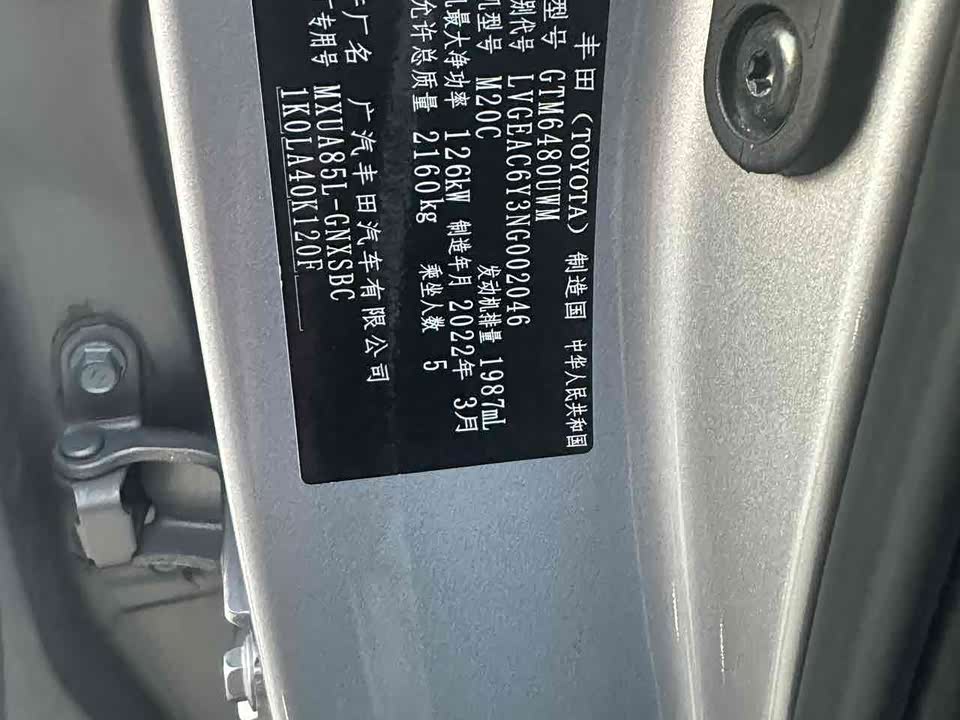 丰田 (TOYOTA) 制造国 中华人民共和国
型号 GTM6480UWM
别代号 LVGEAC6Y3NG002046
机型号 M20C 发动机排量 1987mL
机最大净功率 126kW 制造年月 2022年 3月
允许总质量 2160kg 乘坐人数 5
厂名 广汽丰田汽车有限公司
专用号 MXUA85L-GNXSBC
1K0LA40K120F